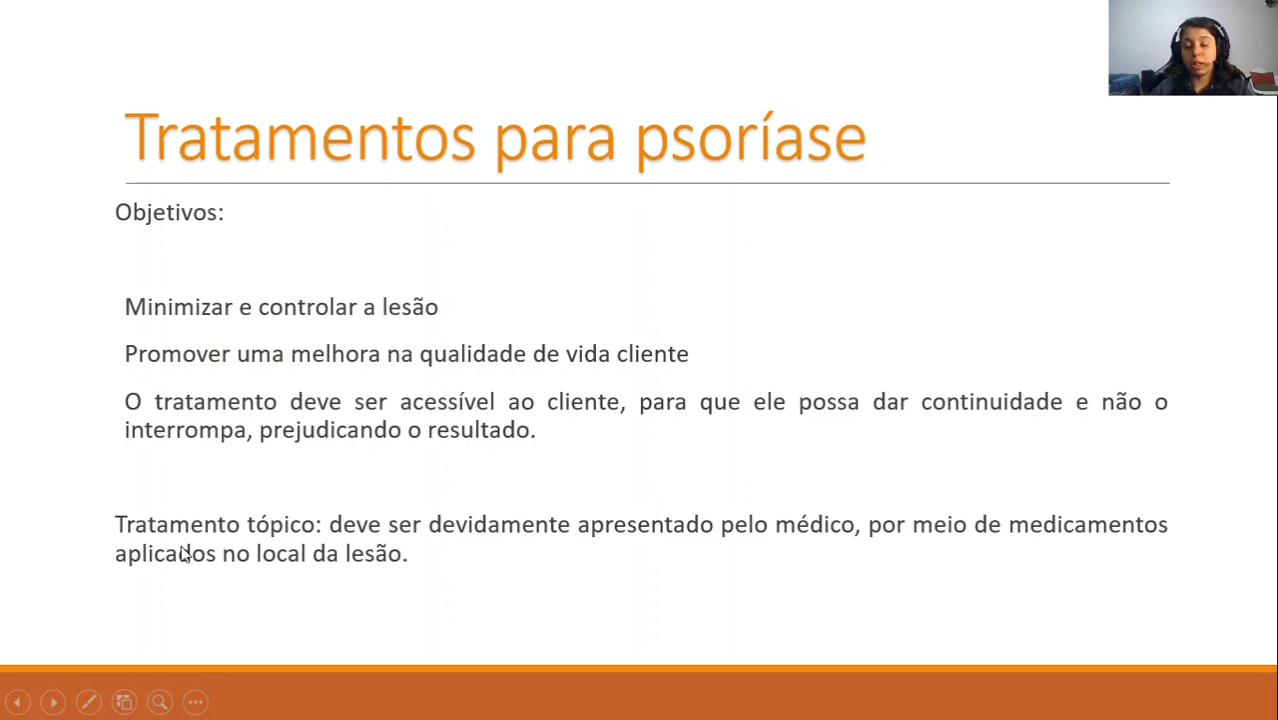 Tratamentos para psoríase
Objetivos:
Minimizar e controlar a lesão
Promover uma melhora na qualidade de vida cliente
O tratamento deve ser acessível ao cliente, para que ele possa dar continuidade e não o
interrompa, prejudicando o resultado.
Tratamento tópico: deve ser devidamente apresentado pelo médico, por meio de medicamentos
aplicados no local da lesão.